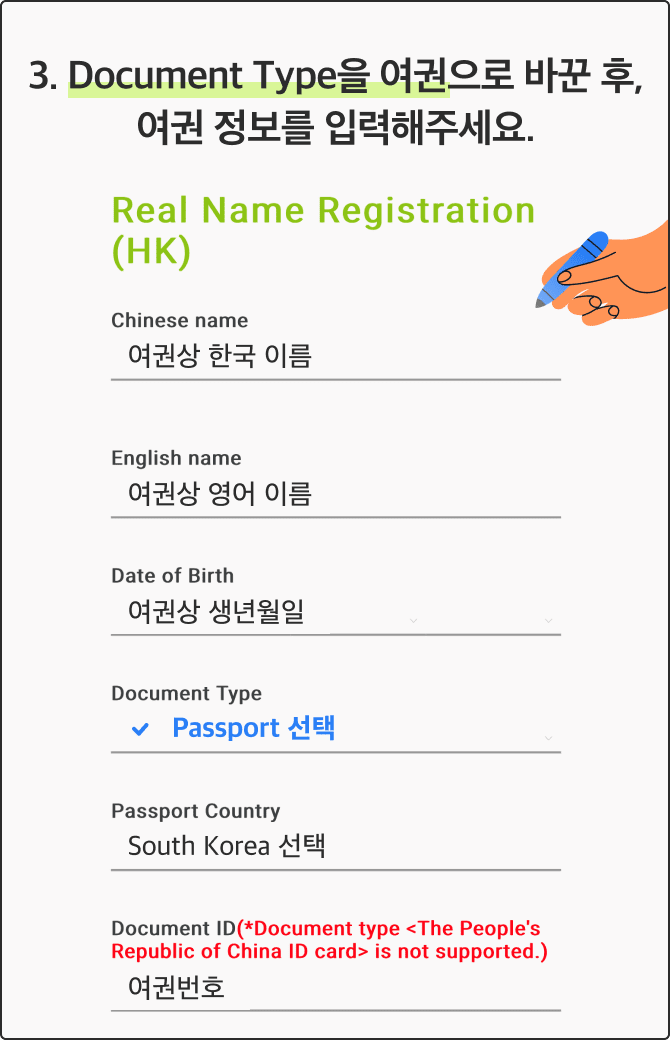 3. Document Type을 여권으로 바꾼 후,
여권 정보를 입력해주세요.
Real Name Registration
(HK)
Chinese name
여권상 한국 이름
English name
여권상 영어 이름
Date of Birth
여권상 생년월일
Document Type
Passport 선택
Passport Country
South Korea 선택
Document ID(*Document type <The People's
Republic of China ID card> is not supported.)
여권번호